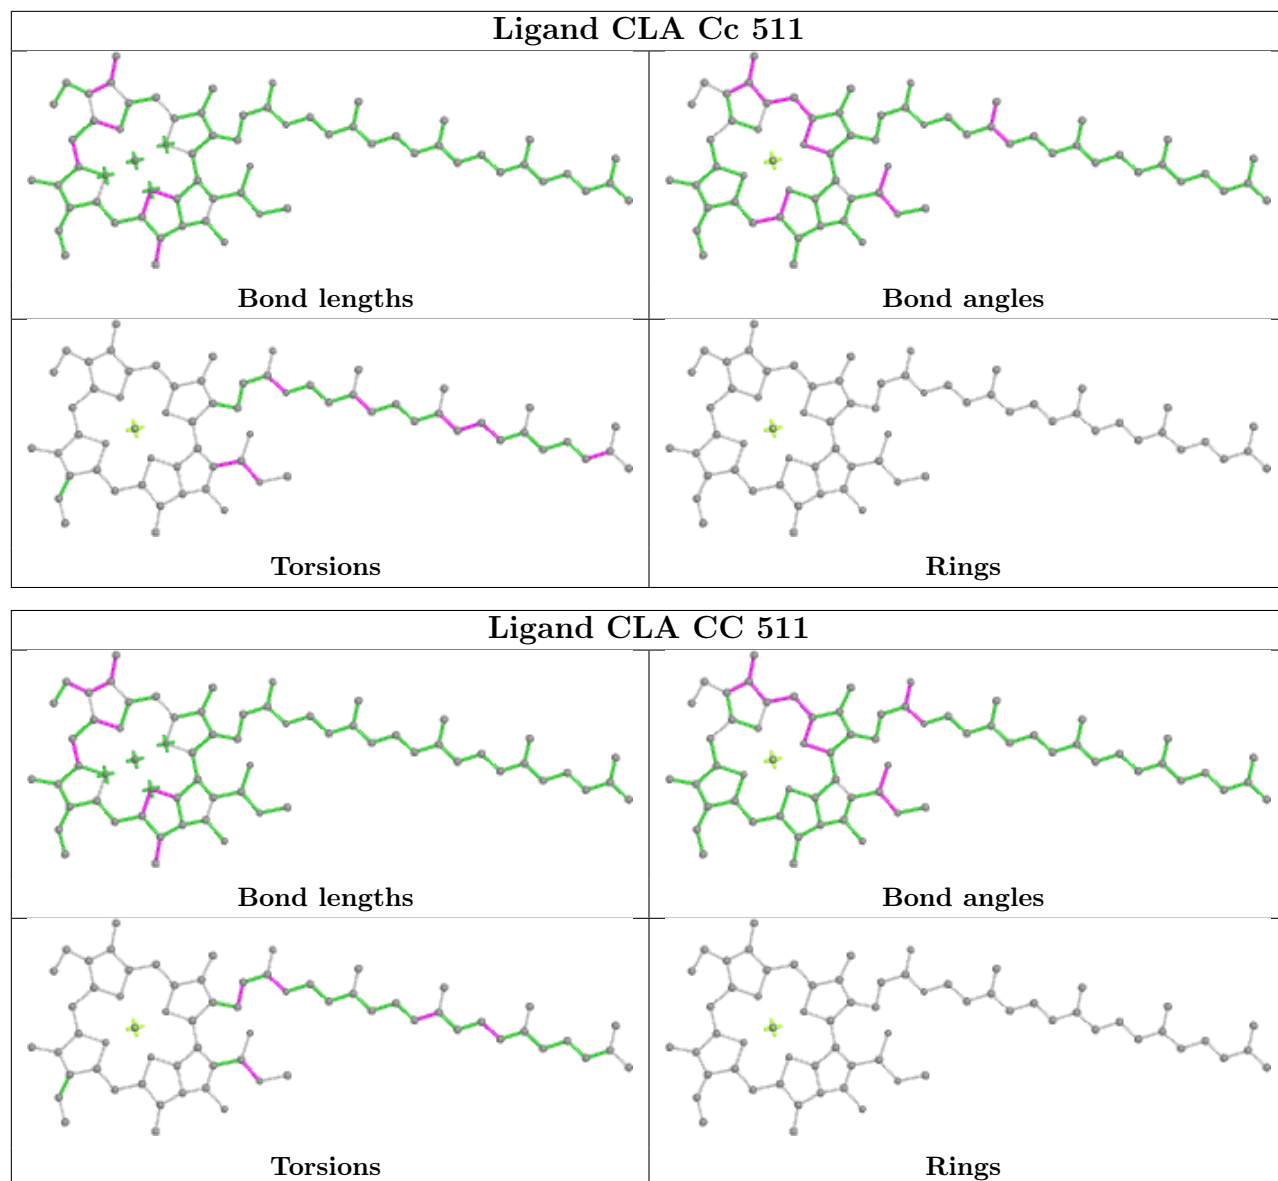 Ligand CLA Cc 511
Bond lengths
Bond angles
Torsions
Rings
Ligand CLA CC 511
Bond lengths
Bond angles
Torsions
Rings